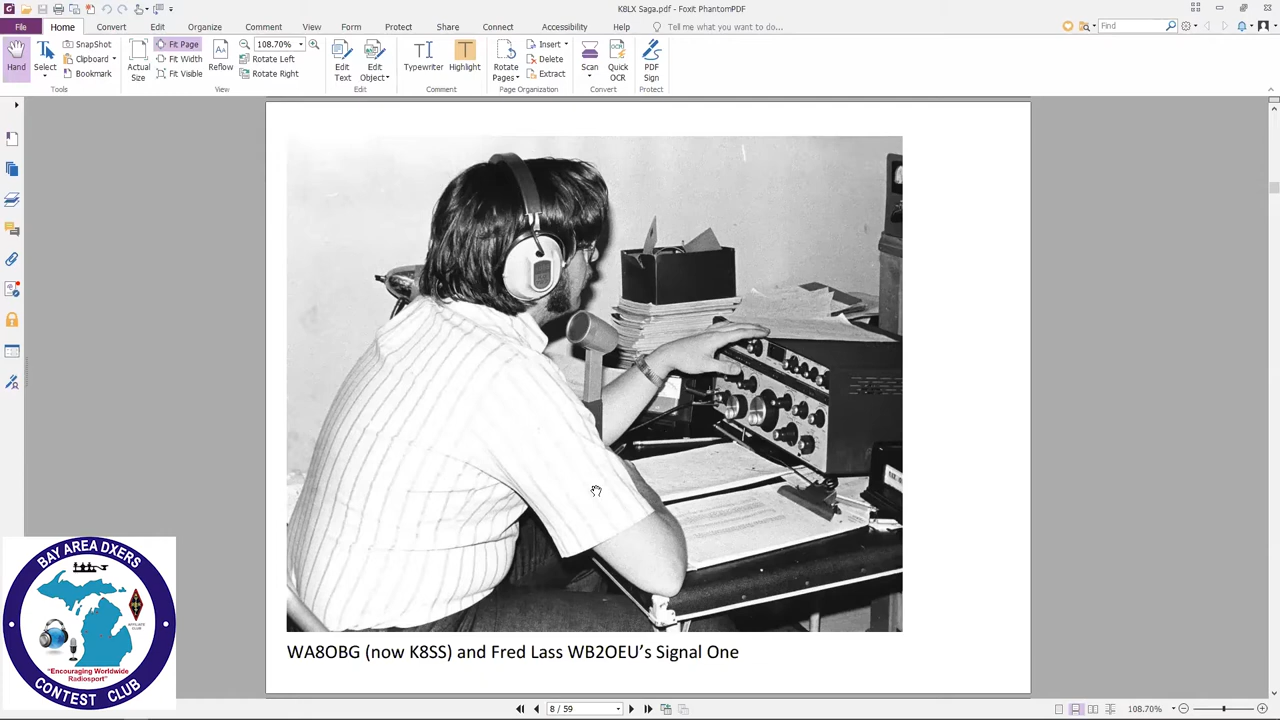 K8LX Saga.pdf - Foxit PhantomPDF
File Home Convert Edit Organize Comment View Form Protect Share Connect Accessibility Help Tell me what you want to do... Find
Hand
Select
SnapShot
Clipboard
Bookmark
Tools
Actual Size
Fit Page
Fit Width
Fit Visible
Reflow
108.70%
Rotate Left
Rotate Right
View
Edit Text
Edit Object
Edit
Typewriter
Highlight
Comment
Rotate Pages
Insert
Delete
Extract
Page Organization
Scan
Quick OCR
Convert
PDF Sign
Protect
WA8OBG (now K8SS) and Fred Lass WB2OEU's Signal One
BAY AREA DXERS
AFFILIATE CLUB
"Encouraging Worldwide
Radiosport"
CONTEST CLUB
8 / 59
108.70%